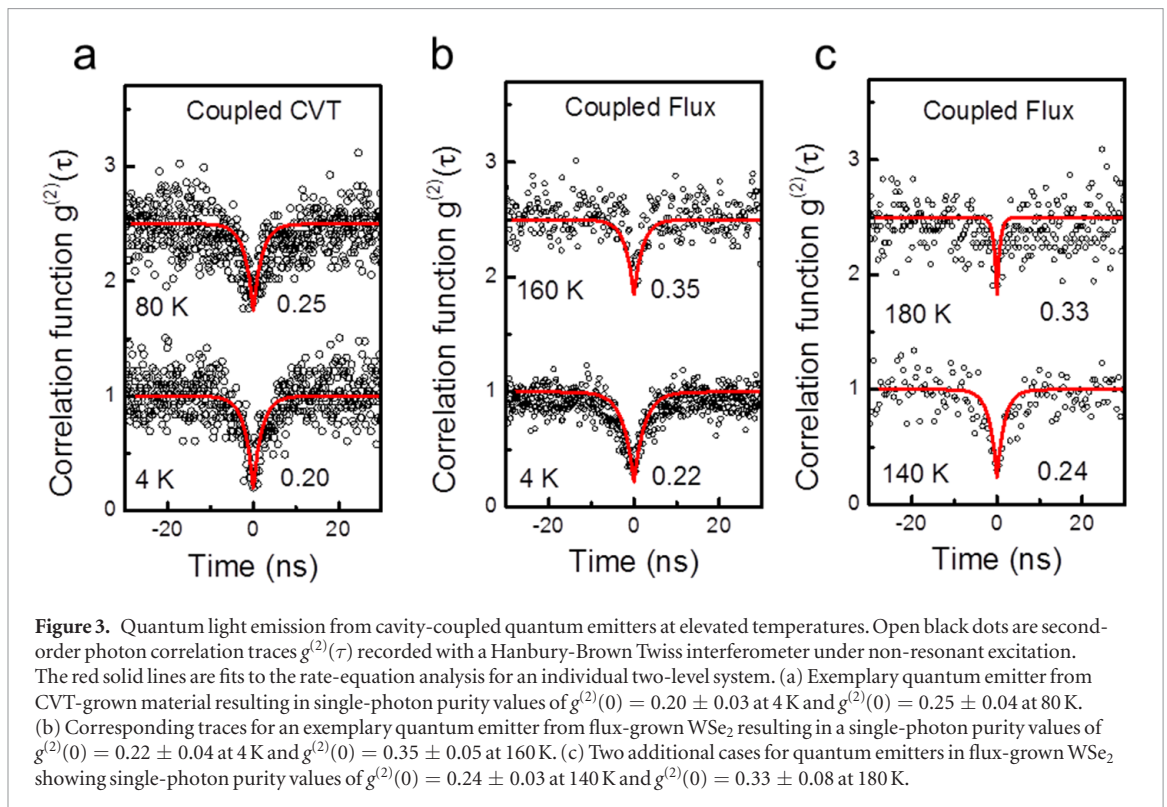 a
Coupled CVT
Correlation function g⁽²⁾(τ)
3
2
1
0
80 K
0.25
4 K
0.20
-20
0
20
Time (ns)
b
Coupled Flux
Correlation function g⁽²⁾(τ)
3
2
1
0
160 K
0.35
4 K
0.22
-20
0
20
Time (ns)
c
Coupled Flux
Correlation function g⁽²⁾(τ)
3
2
1
0
180 K
0.33
140 K
0.24
-20
0
20
Time (ns)
Figure 3. Quantum light emission from cavity-coupled quantum emitters at elevated temperatures. Open black dots are second-
order photon correlation traces g⁽²⁾(τ) recorded with a Hanbury-Brown Twiss interferometer under non-resonant excitation.
The red solid lines are fits to the rate-equation analysis for an individual two-level system. (a) Exemplary quantum emitter from
CVT-grown material resulting in single-photon purity values of g⁽²⁾(0) = 0.20 ± 0.03 at 4 K and g⁽²⁾(0) = 0.25 ± 0.04 at 80 K.
(b) Corresponding traces for an exemplary quantum emitter from flux-grown WSe₂ resulting in a single-photon purity values of
g⁽²⁾(0) = 0.22 ± 0.04 at 4 K and g⁽²⁾(0) = 0.35 ± 0.05 at 160 K. (c) Two additional cases for quantum emitters in flux-grown WSe₂
showing single-photon purity values of g⁽²⁾(0) = 0.24 ± 0.03 at 140 K and g⁽²⁾(0) = 0.33 ± 0.08 at 180 K.